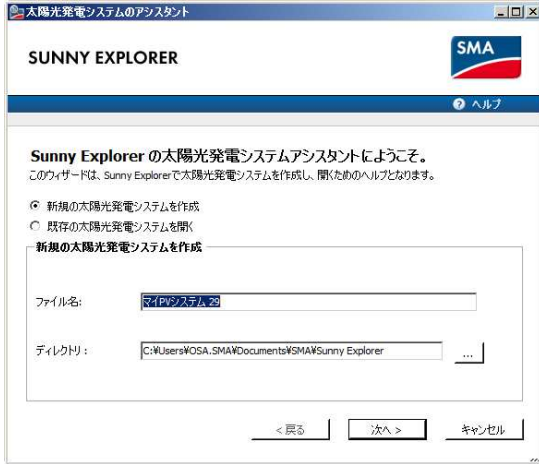 太陽光発電システムのアシスタント
SUNNY EXPLORER
SMA
? ヘルプ
Sunny Explorer の太陽光発電システムアシスタントにようこそ。
このウィザードは、Sunny Explorerで太陽光発電システムを作成し、開くためのヘルプとなります。
新規の太陽光発電システムを作成
既存の太陽光発電システムを開く
新規の太陽光発電システムを作成
ファイル名:
マイPVシステム 29
ディレクトリ:
C:¥Users¥OSA.SMA¥Documents¥SMA¥Sunny Explorer
...
< 戻る
次へ >
キャンセル